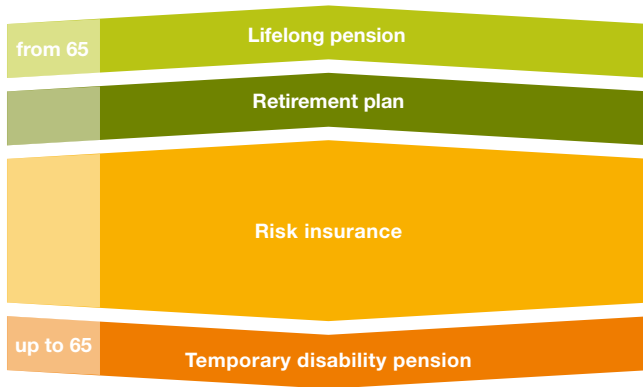 Lifelong pension
from 65
Retirement plan
Risk insurance
up to 65
Temporary disability pension